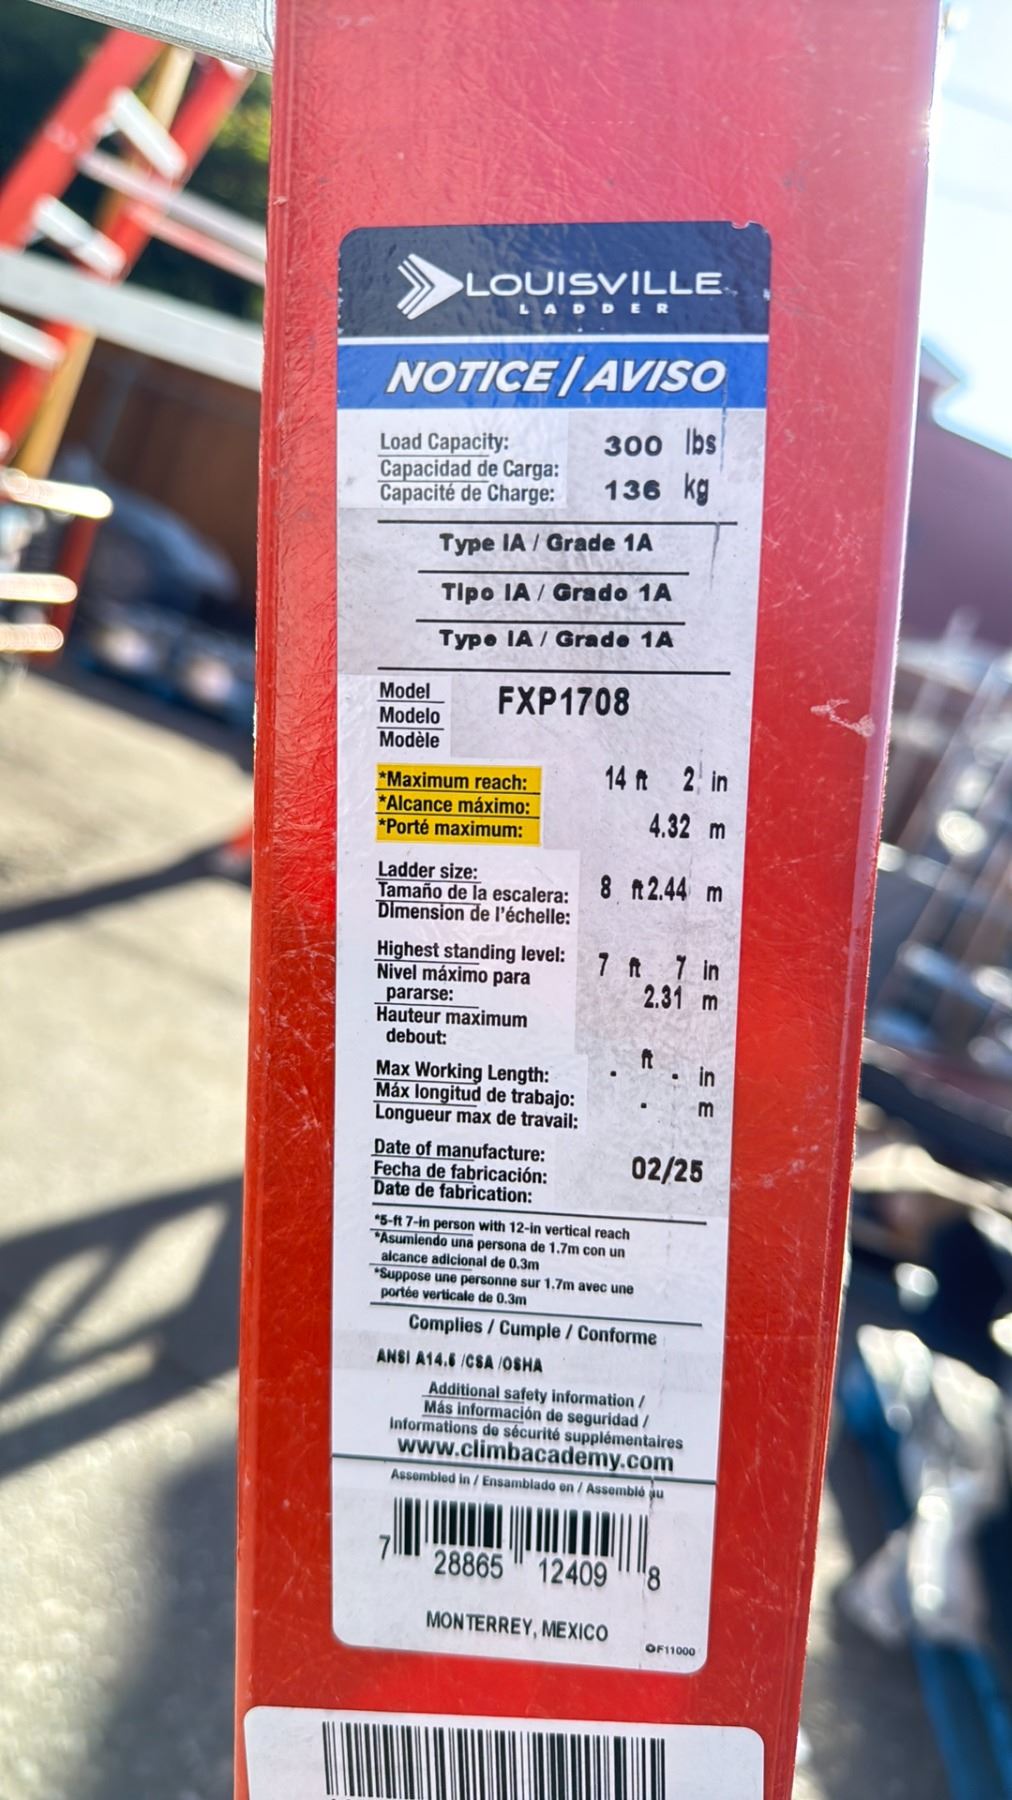 LOUISVILLE
LADDER
NOTICE / AVISO
Load Capacity: 300 lbs
Capacidad de Carga:
Capacité de Charge: 136 kg
Type IA / Grade 1A
Tipo IA / Grado 1A
Type IA / Grade 1A
Model FXP1708
Modelo
Modèle
*Maximum reach: 14 ft 2 in
*Alcance máximo:
*Porté maximum: 4.32 m
Ladder size:
Tamaño de la escalera: 8 ft 2.44 m
Dimension de l'échelle:
Highest standing level: 7 ft 7 in
Nivel máximo para
pararse: 2.31 m
Hauteur maximum
debout:
Max Working Length: - ft - in
Máx longitud de trabajo: - m
Longueur max de travail:
Date of manufacture:
Fecha de fabricación: 02/25
Date de fabrication:
*5-ft 7-in person with 12-in vertical reach
*Asumiendo una persona de 1.7m con un
alcance adicional de 0.3m
*Suppose une personne sur 1.7m avec une
portée verticale de 0.3m
Complies / Cumple / Conforme
ANSI A14.5 /CSA /OSHA
Additional safety information /
Más información de seguridad /
Informations de sécurité supplémentaires
www.climbacademy.com
Assembled in / Ensamblado en / Assemblé au
7 28865 12409 8
MONTERREY, MEXICO
OF11000